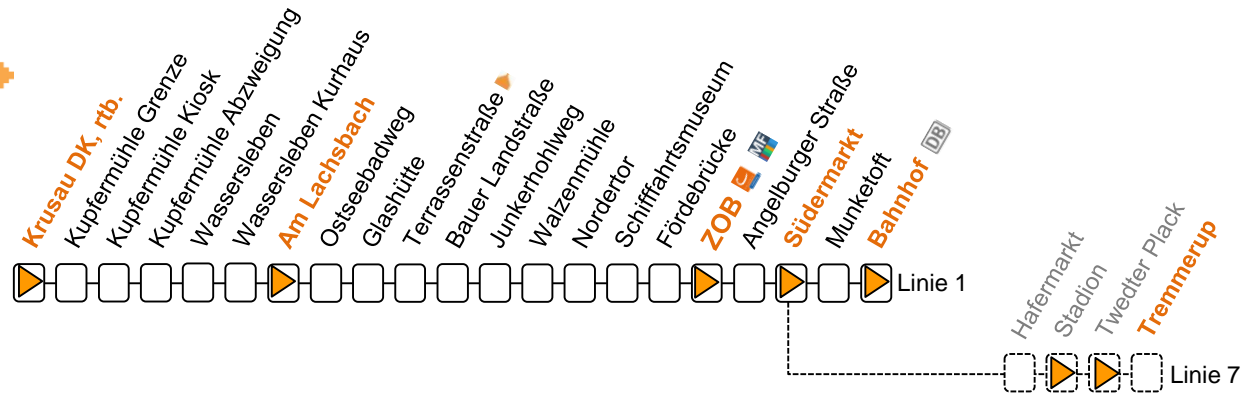 Krusau DK, rtb.
Kupfermühle Grenze
Kupfermühle Kiosk
Kupfermühle Abzweigung
Wassersleben
Wassersleben Kurhaus
Am Lachsbach
Ostseebadweg
Glashütte
Terrassenstraße
Bauer Landstraße
Junkerhohlweg
Walzenmühle
Nordertor
Schifffahrtsmuseum
Fördebrücke
ZOB
MF
Angelburger Straße
Südermarkt
Munketoft
Bahnhof
DB
Linie 1
Hafermarkt
Stadion
Twedter Plack
Tremmerup
Linie 7